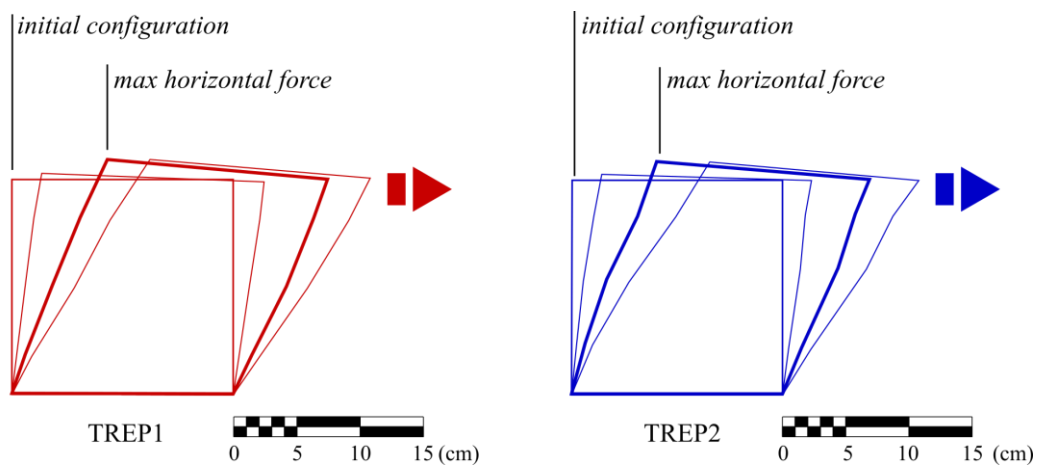 initial configuration
max horizontal force
TREP1
0 5 10 15 (cm)
initial configuration
max horizontal force
TREP2
0 5 10 15 (cm)